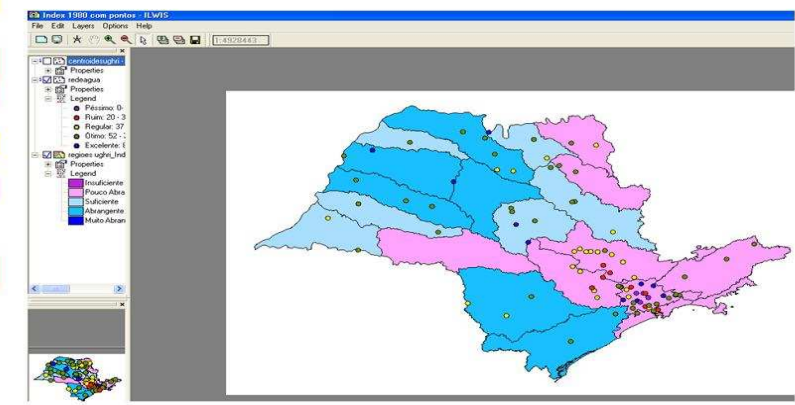 Index 1980 com pontos - ILWIS
File Edit Layers Options Help
1:4928443
centroidesughri -
Properties
redeagua
Properties
Legend
Péssimo: 0-
Ruim: 20 - 3
Regular: 37
Ótimo: 52 -
Excelente: 8
regioes ughri_Ind
Properties
Legend
Insuficiente
Pouco Abra
Suficiente
Abrangente
Muito Abran